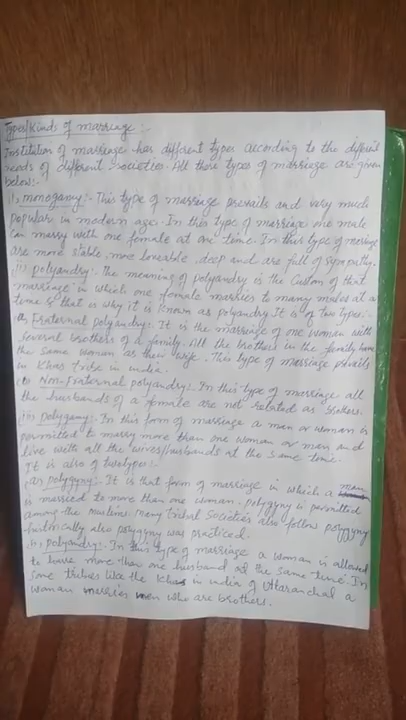 Types/Kinds of marriage :-
Institution of marriage has different types according to the different
needs of different Societies. All these types of marriage are given
below:-
(i) monogamy:- This type of marriage prevails and very much
popular in modern age. In this type of marriage one male
can marry with one female at one time. In this type of marriage
are more stable, more loveable, deep and are full of sympathy.
(ii) polyandry:- The meaning of polyandry is the custom of that
marriage in which one female marries to many males at a
time so that is why it is known as polyandry It is of two types:-
(a) Fraternal polyandry:- It is the marriage of one woman with
several brothers of a family. All the brothers in the family have
the same woman as their wife. This type of marriage prevails
in Khas tribe in india.
(b) Non-Fraternal polyandry:- In this type of marriage all
the husbands of a female are not related as brothers.
(iii) Polygamy:- In this form of marriage a man or woman is
permitted to marry more than one woman or man and
live with all the wives/husbands at the same time.
It is also of two types:-
(a) polygyny:- It is that form of marriage in which a man
is married to more than one woman. polygyny is permitted
among the muslims many tribal Societies also follow polygyny
also polygyny was practiced.
(b) polyandry:- In this type of marriage a woman is allowed
to have more than one husband at the same time. In
some tribes like the Khas in india of Uttaranchal a
woman marries men who are brothers.